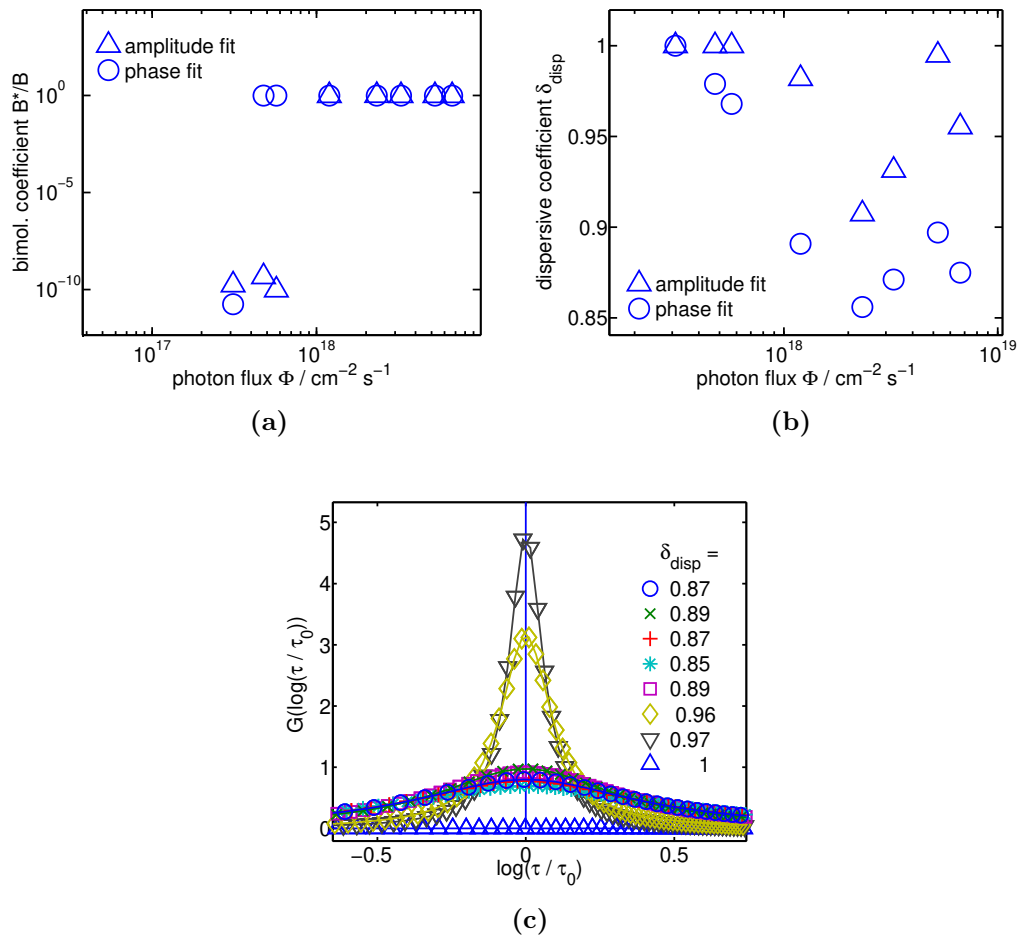 amplitude fit
phase fit
bimol. coefficient B*/B
10^0
10^−5
10^−10
10^17
10^18
photon flux Φ / cm^−2 s^−1
(a)
dispersive coefficient δ_disp
1
0.95
0.9
0.85
amplitude fit
phase fit
10^18
10^19
photon flux Φ / cm^−2 s^−1
(b)
G(log(τ / τ_0))
5
4
3
2
1
0
δ_disp =
0.87
0.89
0.87
0.85
0.89
0.96
0.97
1
−0.5
0
0.5
log(τ / τ_0)
(c)